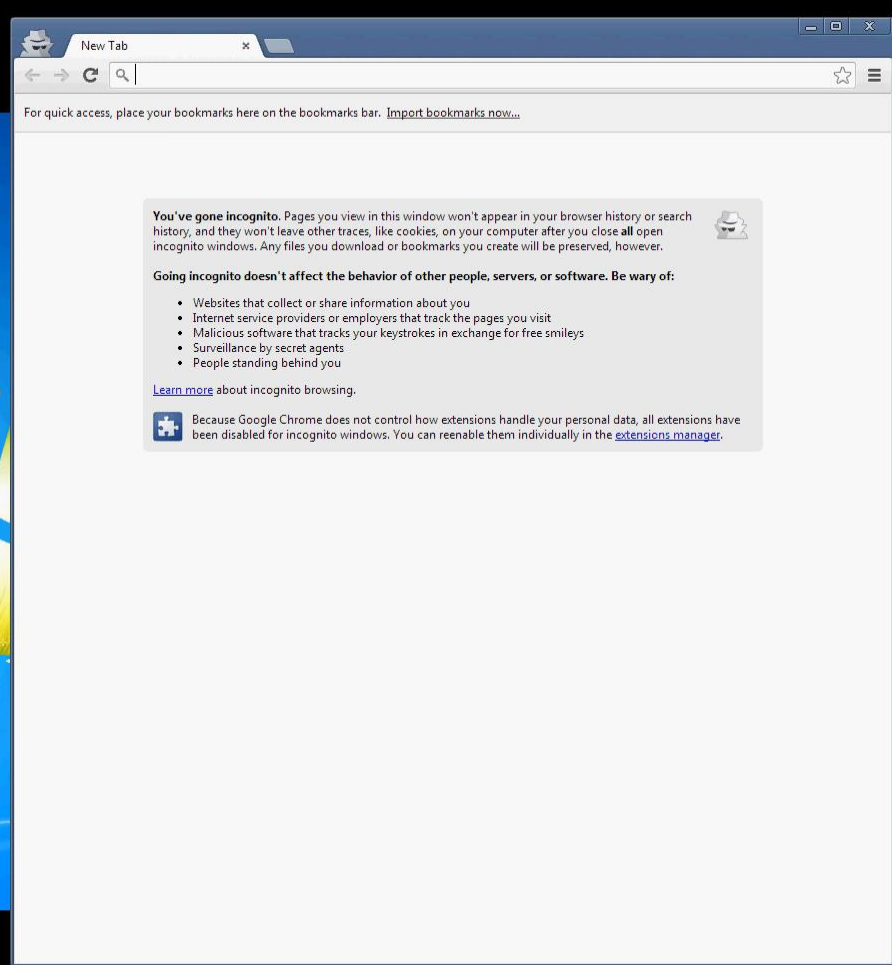 New Tab
For quick access, place your bookmarks here on the bookmarks bar. Import bookmarks now...
You've gone incognito. Pages you view in this window won't appear in your browser history or search
history, and they won't leave other traces, like cookies, on your computer after you close all open
incognito windows. Any files you download or bookmarks you create will be preserved, however.
Going incognito doesn't affect the behavior of other people, servers, or software. Be wary of:
• Websites that collect or share information about you
• Internet service providers or employers that track the pages you visit
• Malicious software that tracks your keystrokes in exchange for free smileys
• Surveillance by secret agents
• People standing behind you
Learn more about incognito browsing.
Because Google Chrome does not control how extensions handle your personal data, all extensions have
been disabled for incognito windows. You can reenable them individually in the extensions manager.